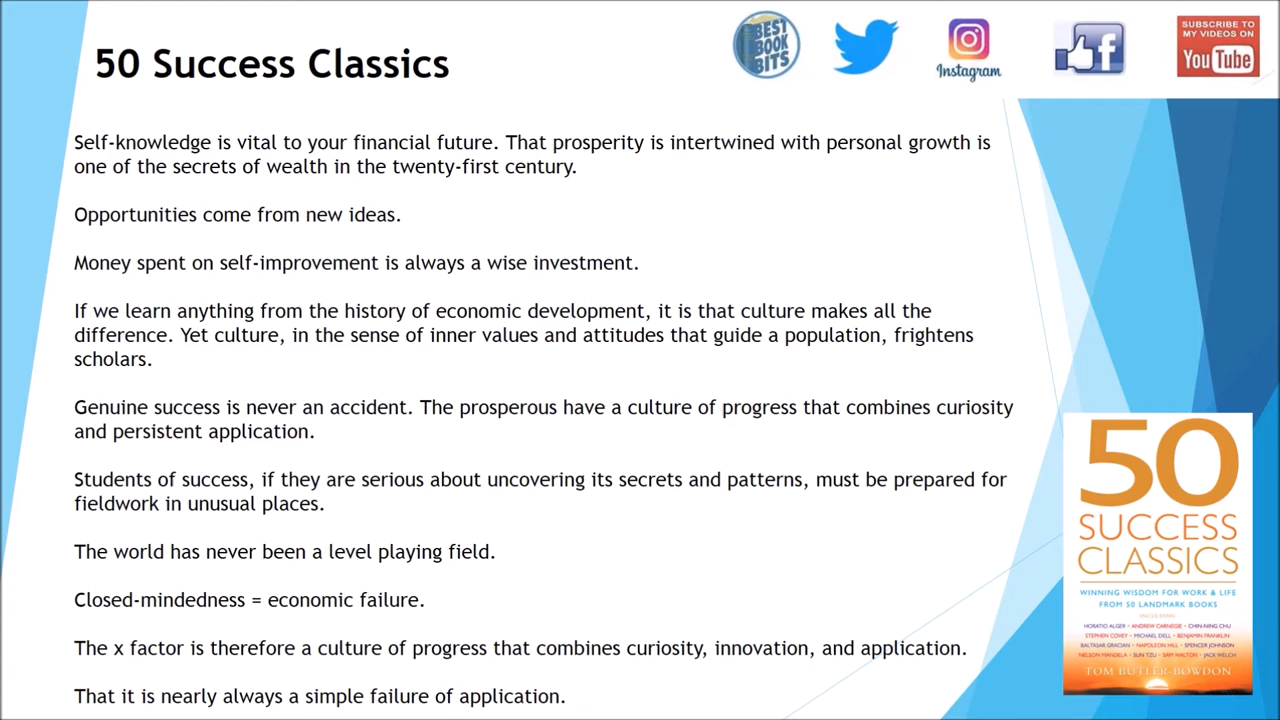 50 Success Classics
BEST
BOOK
BITS
Instagram
f
SUBSCRIBE TO
MY VIDEOS ON
YouTube
Self-knowledge is vital to your financial future. That prosperity is intertwined with personal growth is
one of the secrets of wealth in the twenty-first century.
Opportunities come from new ideas.
Money spent on self-improvement is always a wise investment.
If we learn anything from the history of economic development, it is that culture makes all the
difference. Yet culture, in the sense of inner values and attitudes that guide a population, frightens
scholars.
Genuine success is never an accident. The prosperous have a culture of progress that combines curiosity
and persistent application.
Students of success, if they are serious about uncovering its secrets and patterns, must be prepared for
fieldwork in unusual places.
The world has never been a level playing field.
Closed-mindedness = economic failure.
The x factor is therefore a culture of progress that combines curiosity, innovation, and application.
That it is nearly always a simple failure of application.
50
SUCCESS
CLASSICS
WINNING WISDOM FOR WORK & LIFE
FROM 50 LANDMARK BOOKS
HORATIO ALGER • ANDREW CARNEGIE • CHIN-NING CHU
STEPHEN COVEY • MICHAEL DELL • BENJAMIN FRANKLIN
BALTASAR GRACIAN • NAPOLEON HILL • SPENCER JOHNSON
NELSON MANDELA • SUN TZU • SAM WALTON • JACK WELCH
TOM BUTLER-BOWDON